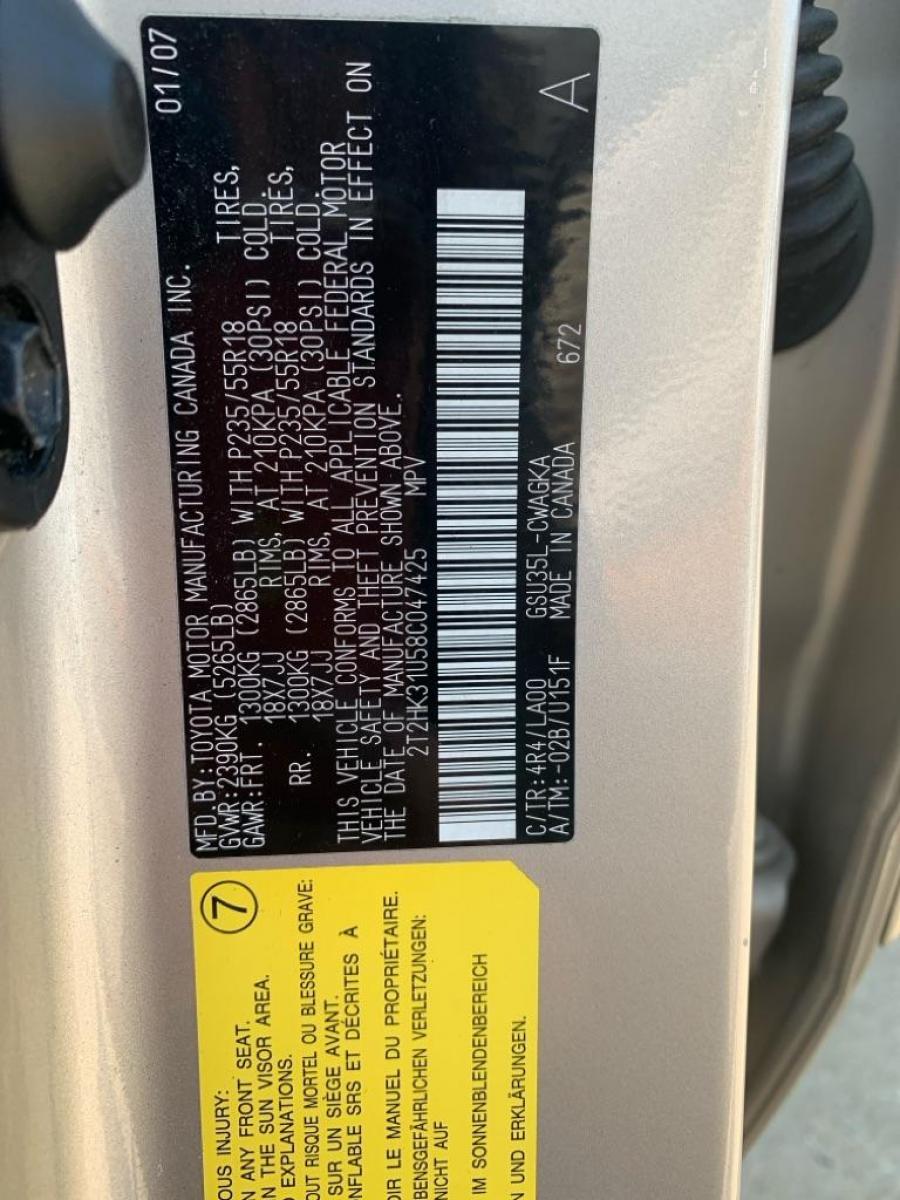 MFD.BY:TOYOTA MOTOR MANUFACTURING CANADA INC. 01/07
GVWR:2390KG (5265LB)
GAWR:FRT. 1300KG (2865LB) WITH P235/55R18 TIRES,
18X7JJ RIMS, AT 210KPA (30PSI) COLD.
RR. 1300KG (2865LB) WITH P235/55R18 TIRES,
18X7JJ RIMS, AT 210KPA (30PSI) COLD.
THIS VEHICLE CONFORMS TO ALL APPLICABLE FEDERAL MOTOR
VEHICLE SAFETY AND THEFT PREVENTION STANDARDS IN EFFECT ON
THE DATE OF MANUFACTURE SHOWN ABOVE.
2T2HK31U58C047425 MPV
C/TR:4R4/LA00 GSU35L-CWAGKA
A/TM:-02B/U151F MADE IN CANADA 672 A
7
OUS INJURY:
N ANY FRONT SEAT.
N THE SUN VISOR AREA.
EXPLANATIONS.
OUT RISQUE MORTEL OU BLESSURE GRAVE:
SUR UN SIÈGE AVANT.
NFLABLE SRS ET DÉCRITES À
OIR LE MANUEL DU PROPRIÉTAIRE.
BENSGEFÄHRLICHEN VERLETZUNGEN:
NICHT AUF
IM SONNENBLENDENBEREICH
N UND ERKLÄRUNGEN.